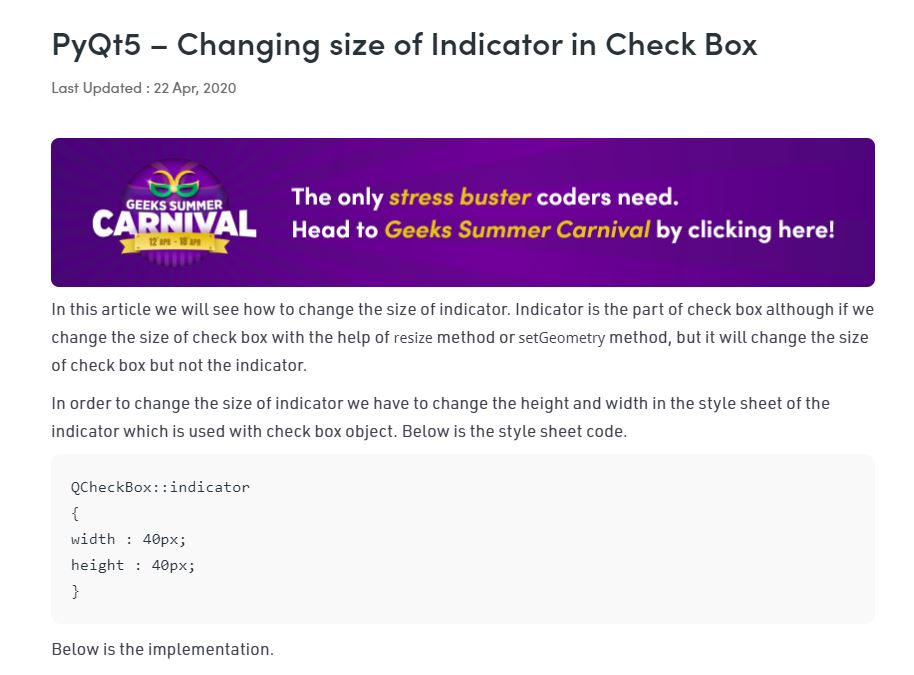 PyQt5 – Changing size of Indicator in Check Box
Last Updated : 22 Apr, 2020
GEEKS SUMMER
CARNIVAL
12 APR - 18 APR
The only stress buster coders need.
Head to Geeks Summer Carnival by clicking here!
In this article we will see how to change the size of indicator. Indicator is the part of check box although if we
change the size of check box with the help of resize method or setGeometry method, but it will change the size
of check box but not the indicator.
In order to change the size of indicator we have to change the height and width in the style sheet of the
indicator which is used with check box object. Below is the style sheet code.
QCheckBox::indicator
{
width : 40px;
height : 40px;
}
Below is the implementation.